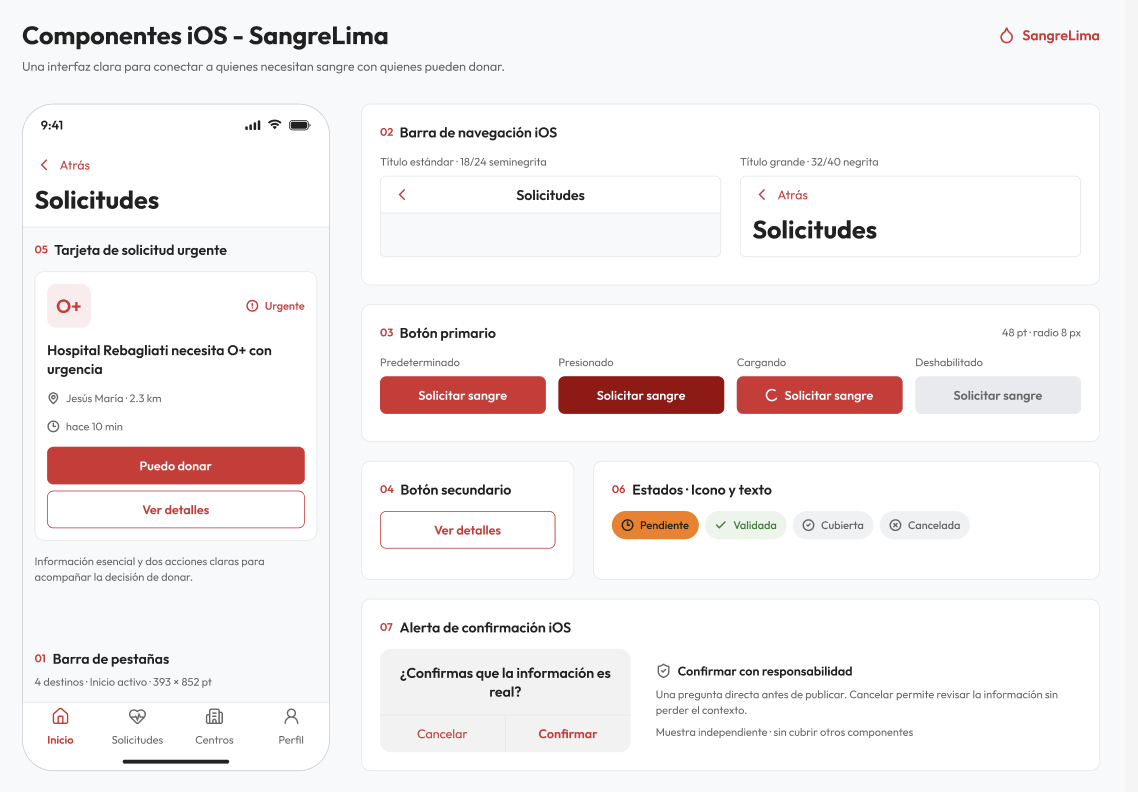 Componentes iOS - SangreLima
SangreLima
Una interfaz clara para conectar a quienes necesitan sangre con quienes pueden donar.
9:41
Atrás
Solicitudes
05 Tarjeta de solicitud urgente
O+
Urgente
Hospital Rebagliati necesita O+ con
urgencia
Jesús María · 2.3 km
hace 10 min
Puedo donar
Ver detalles
Información esencial y dos acciones claras para
acompañar la decisión de donar.
01 Barra de pestañas
4 destinos · Inicio activo · 393 × 852 pt
Inicio
Solicitudes
Centros
Perfil
02 Barra de navegación iOS
Título estándar · 18/24 seminegrita
Solicitudes
Título grande · 32/40 negrita
Atrás
Solicitudes
03 Botón primario
48 pt · radio 8 px
Predeterminado
Solicitar sangre
Presionado
Solicitar sangre
Cargando
Solicitar sangre
Deshabilitado
Solicitar sangre
04 Botón secundario
Ver detalles
06 Estados · Icono y texto
Pendiente
Validada
Cubierta
Cancelada
07 Alerta de confirmación iOS
¿Confirmas que la información es
real?
Cancelar
Confirmar
Confirmar con responsabilidad
Una pregunta directa antes de publicar. Cancelar permite revisar la información sin
perder el contexto.
Muestra independiente · sin cubrir otros componentes